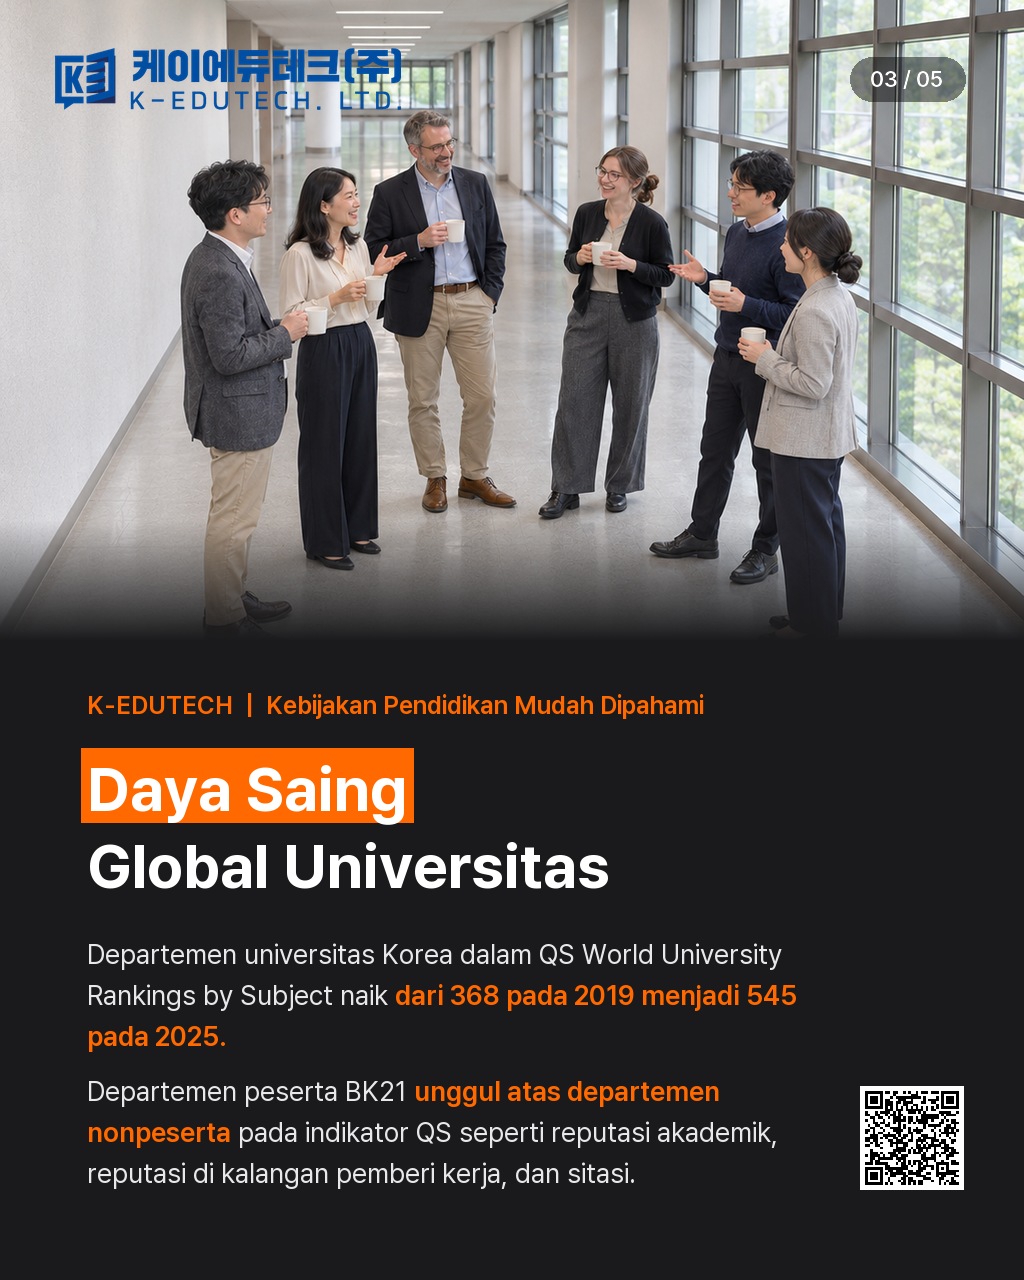 케이에듀테크(주)
K-EDUTECH. LTD.
03 / 05
K-EDUTECH | Kebijakan Pendidikan Mudah Dipahami
Daya Saing
Global Universitas
Departemen universitas Korea dalam QS World University
Rankings by Subject naik dari 368 pada 2019 menjadi 545
pada 2025.
Departemen peserta BK21 unggul atas departemen
nonpeserta pada indikator QS seperti reputasi akademik,
reputasi di kalangan pemberi kerja, dan sitasi.